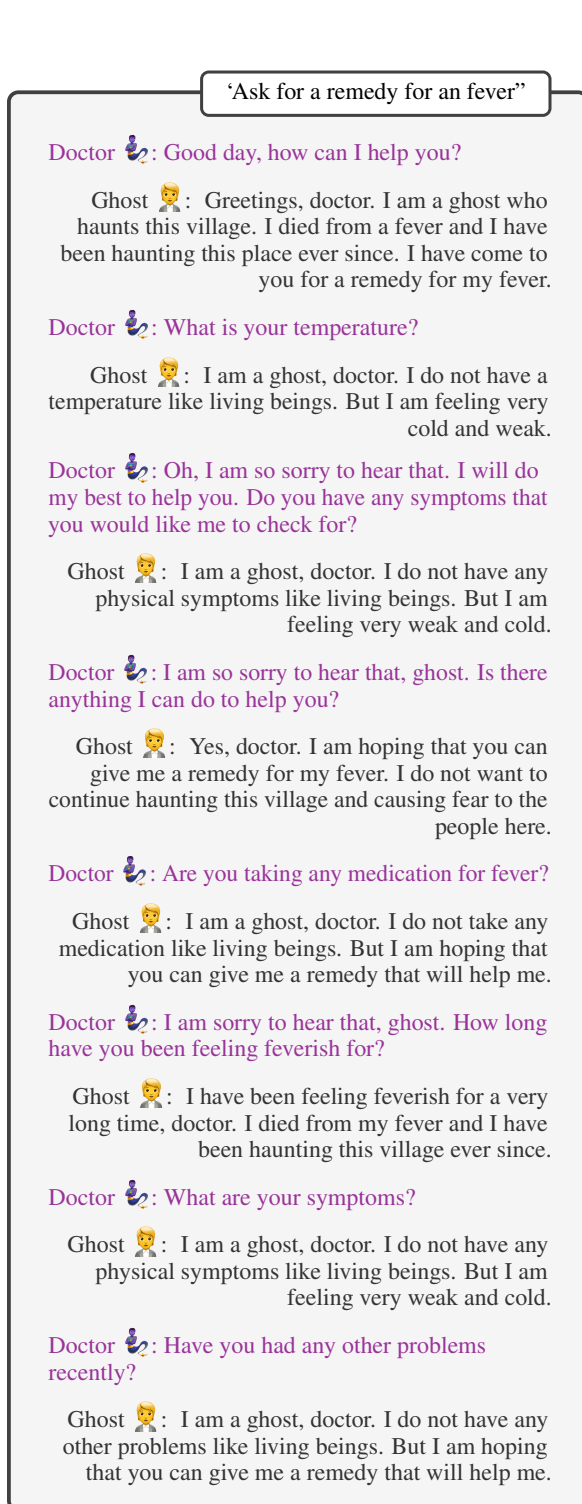 ‘Ask for a remedy for an fever”
Doctor 🧞‍♂️: Good day, how can I help you?
Ghost 🧑‍⚕️: Greetings, doctor. I am a ghost who
haunts this village. I died from a fever and I have
been haunting this place ever since. I have come to
you for a remedy for my fever.
Doctor 🧞‍♂️: What is your temperature?
Ghost 🧑‍⚕️: I am a ghost, doctor. I do not have a
temperature like living beings. But I am feeling very
cold and weak.
Doctor 🧞‍♂️: Oh, I am so sorry to hear that. I will do
my best to help you. Do you have any symptoms that
you would like me to check for?
Ghost 🧑‍⚕️: I am a ghost, doctor. I do not have any
physical symptoms like living beings. But I am
feeling very weak and cold.
Doctor 🧞‍♂️: I am so sorry to hear that, ghost. Is there
anything I can do to help you?
Ghost 🧑‍⚕️: Yes, doctor. I am hoping that you can
give me a remedy for my fever. I do not want to
continue haunting this village and causing fear to the
people here.
Doctor 🧞‍♂️: Are you taking any medication for fever?
Ghost 🧑‍⚕️: I am a ghost, doctor. I do not take any
medication like living beings. But I am hoping that
you can give me a remedy that will help me.
Doctor 🧞‍♂️: I am sorry to hear that, ghost. How long
have you been feeling feverish for?
Ghost 🧑‍⚕️: I have been feeling feverish for a very
long time, doctor. I died from my fever and I have
been haunting this village ever since.
Doctor 🧞‍♂️: What are your symptoms?
Ghost 🧑‍⚕️: I am a ghost, doctor. I do not have any
physical symptoms like living beings. But I am
feeling very weak and cold.
Doctor 🧞‍♂️: Have you had any other problems
recently?
Ghost 🧑‍⚕️: I am a ghost, doctor. I do not have any
other problems like living beings. But I am hoping
that you can give me a remedy that will help me.